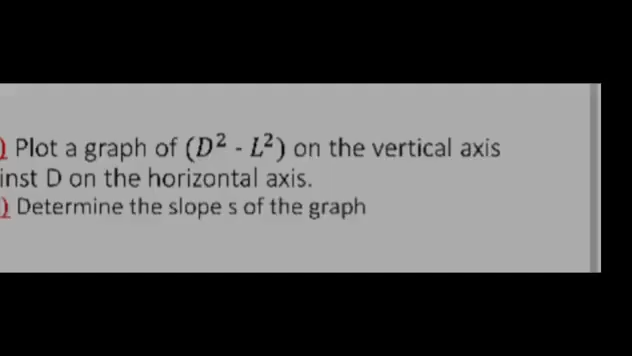 ) Plot a graph of (D² - L²) on the vertical axis
inst D on the horizontal axis.
) Determine the slope s of the graph